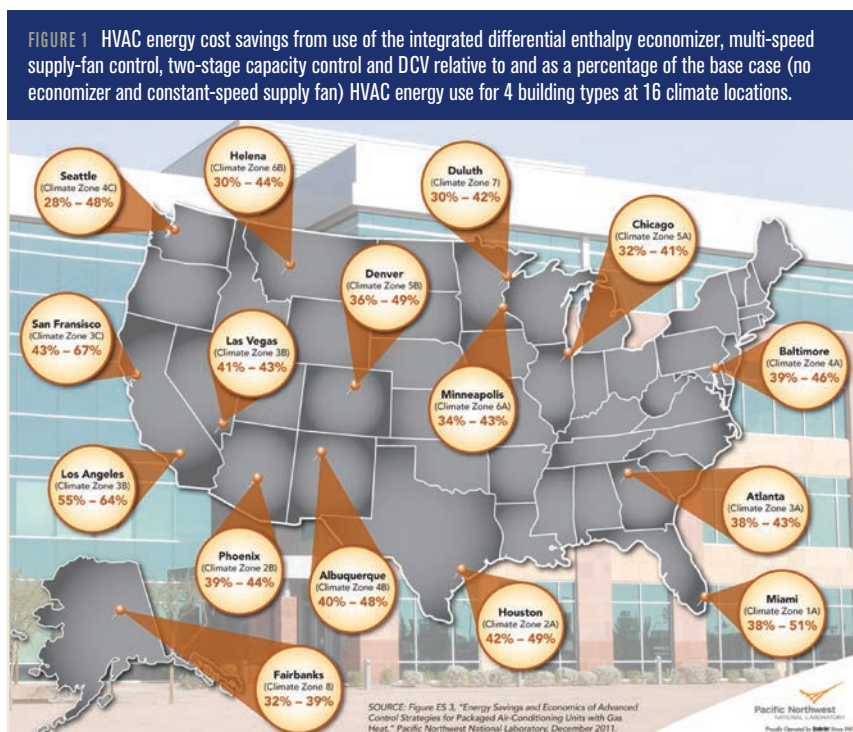 FIGURE 1 HVAC energy cost savings from use of the integrated differential enthalpy economizer, multi-speed
supply-fan control, two-stage capacity control and DCV relative to and as a percentage of the base case (no
economizer and constant-speed supply fan) HVAC energy use for 4 building types at 16 climate locations.
Seattle
(Climate Zone 4C)
28% – 48%
Helena
(Climate Zone 6B)
30% – 44%
Duluth
(Climate Zone 7)
30% – 42%
Chicago
(Climate Zone 5A)
32% – 41%
Denver
(Climate Zone 5B)
36% – 49%
San Fransisco
(Climate Zone 3C)
43% – 67%
Las Vegas
(Climate Zone 3B)
41% – 43%
Minneapolis
(Climate Zone 6A)
34% – 43%
Baltimore
(Climate Zone 4A)
39% – 46%
Los Angeles
(Climate Zone 3B)
55% – 64%
Phoenix
(Climate Zone 2B)
39% – 44%
Albuquerque
(Climate Zone 4B)
40% – 48%
Houston
(Climate Zone 2A)
42% – 49%
Atlanta
(Climate Zone 3A)
38% – 43%
Miami
(Climate Zone 1A)
38% – 51%
Fairbanks
(Climate Zone 8)
32% – 39%
SOURCE: Figure ES 3, "Energy Savings and Economics of Advanced
Control Strategies for Packaged Air-Conditioning Units with Gas
Heat," Pacific Northwest National Laboratory, December 2011.
Pacific Northwest
NATIONAL LABORATORY
Proudly Operated by Battelle Since 1965